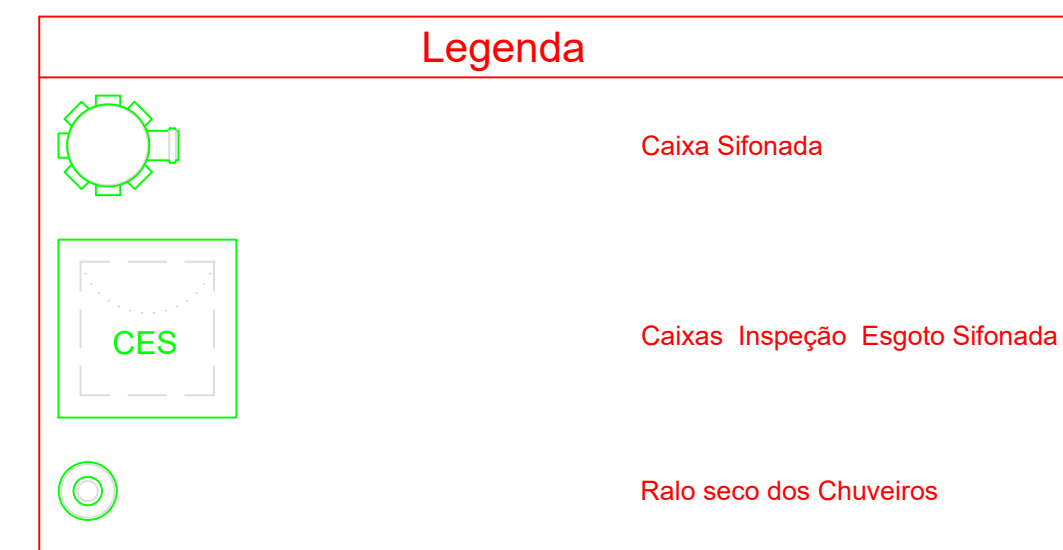 Legenda
Caixa Sifonada
CES
Caixas Inspeção Esgoto Sifonada
Ralo seco dos Chuveiros